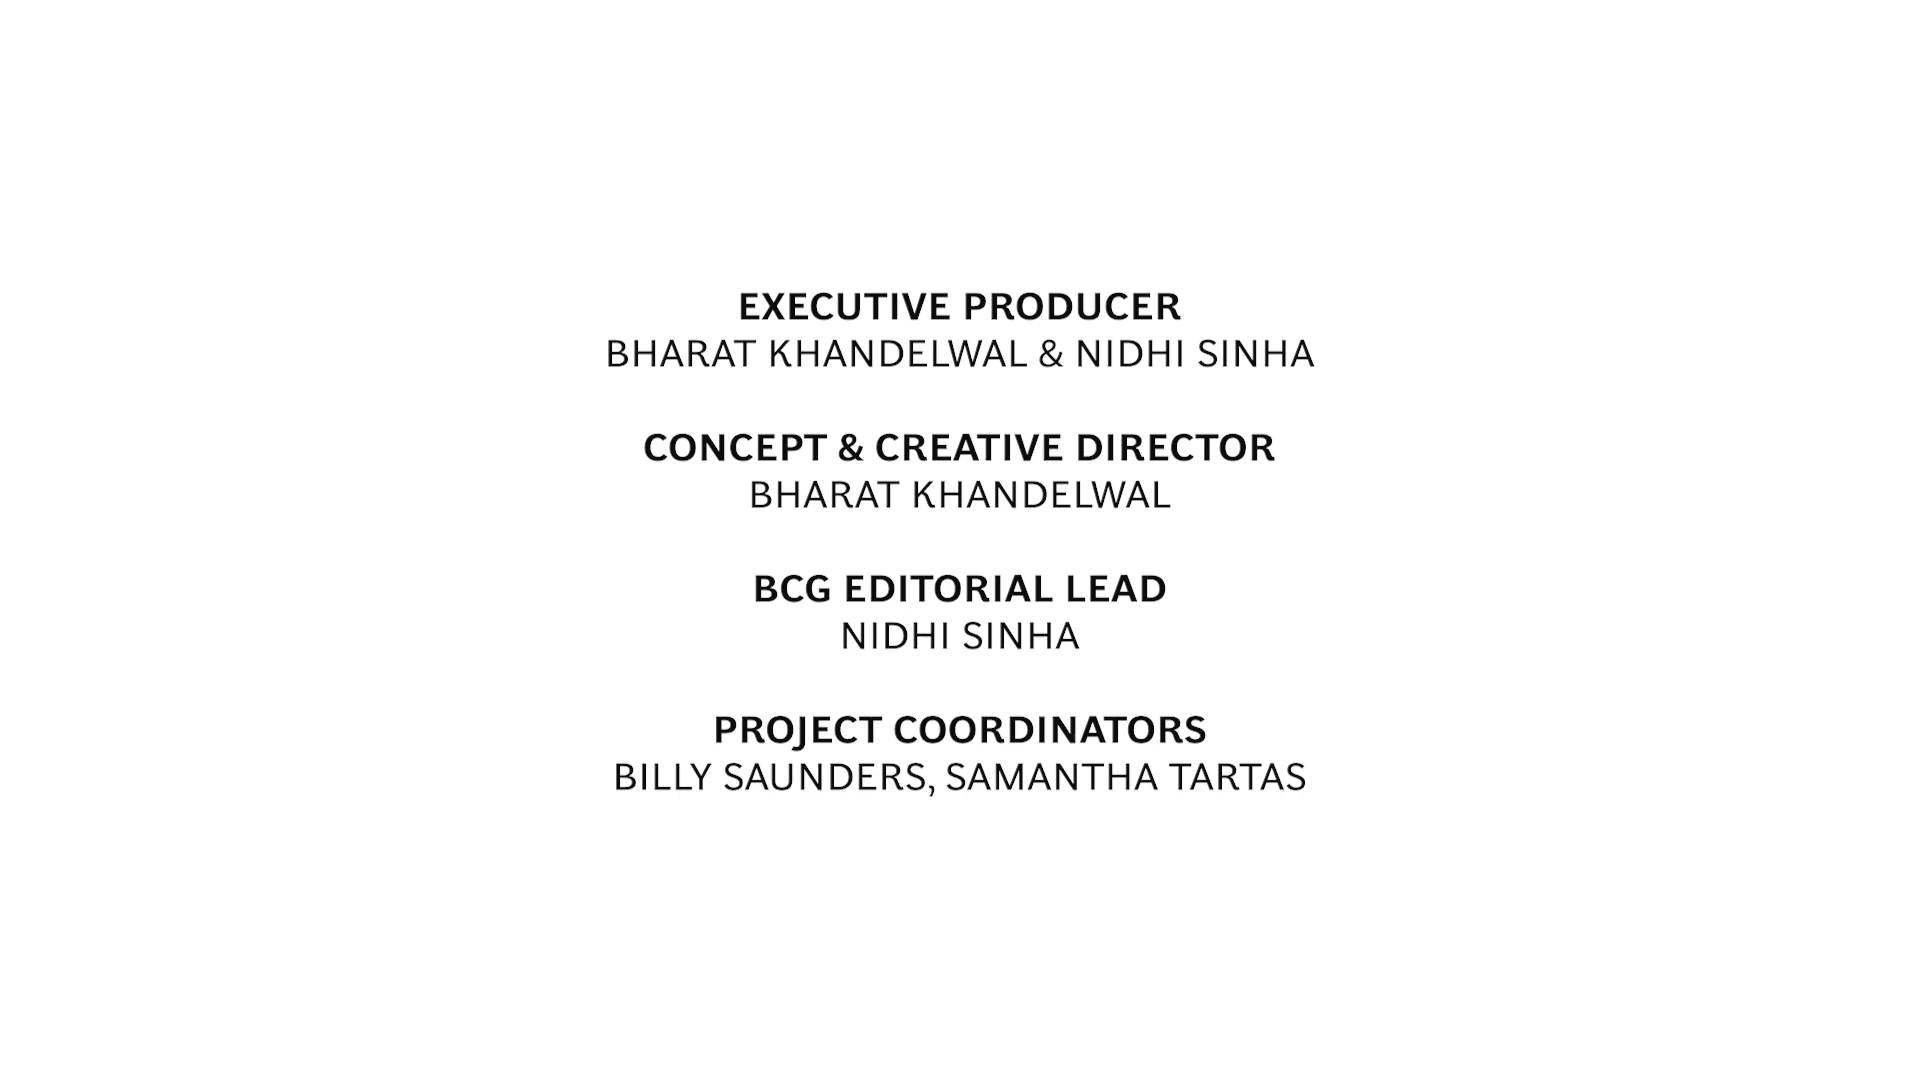 EXECUTIVE PRODUCER
BHARAT KHANDELWAL & NIDHI SINHA
CONCEPT & CREATIVE DIRECTOR
BHARAT KHANDELWAL
BCG EDITORIAL LEAD
NIDHI SINHA
PROJECT COORDINATORS
BILLY SAUNDERS, SAMANTHA TARTAS